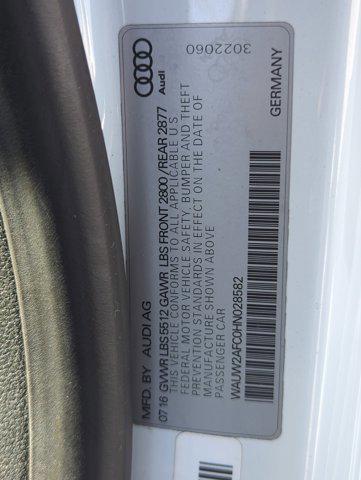 Audi
3022060
MFD. BY AUDI AG
07 16 GVWR LBS 5512 GAWR LBS FRONT 2800 /REAR 2877
THIS VEHICLE CONFORMS TO ALL APPLICABLE U S
FEDERAL MOTOR VEHICLE SAFETY, BUMPER AND THEFT
PREVENTION STANDARDS IN EFFECT ON THE DATE OF
MANUFACTURE SHOWN ABOVE
PASSENGER CAR
WAUW2AFC0HN028582
GERMANY